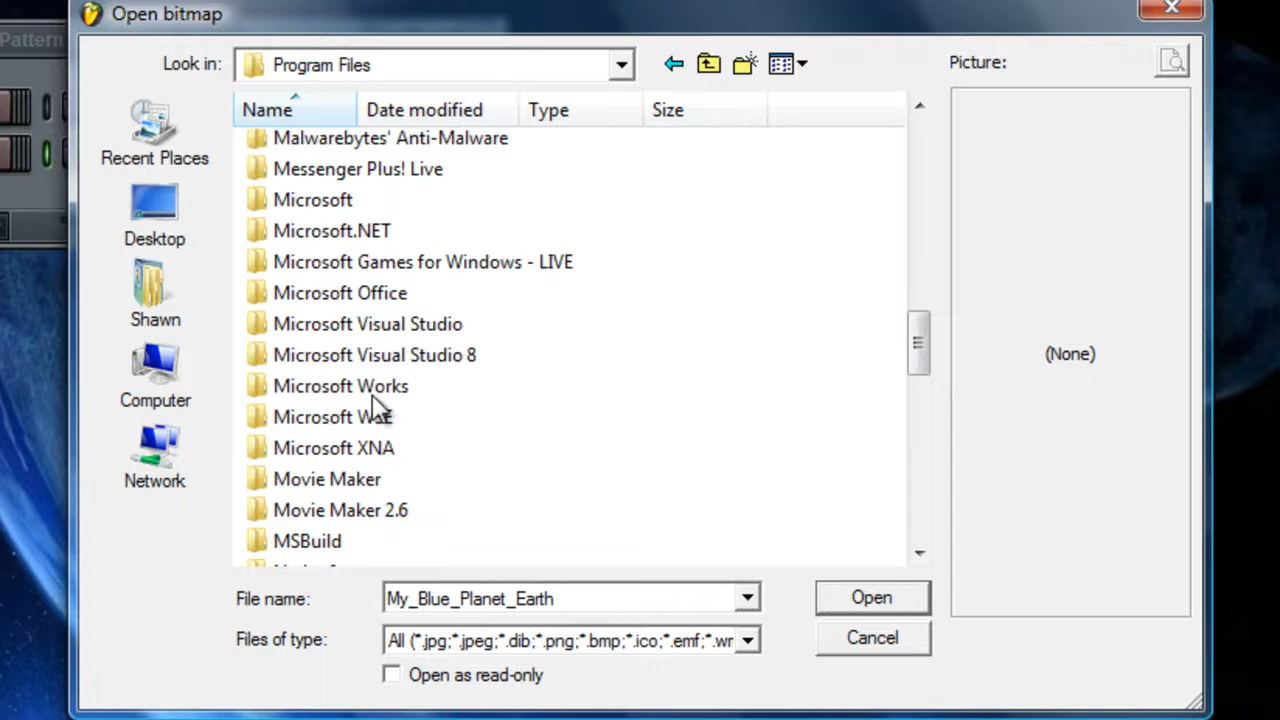 Open bitmap
Pattern
Look in:
Program Files
Picture:
Name
Date modified
Type
Size
Malwarebytes' Anti-Malware
Messenger Plus! Live
Microsoft
Microsoft.NET
Microsoft Games for Windows - LIVE
Microsoft Office
Microsoft Visual Studio
Microsoft Visual Studio 8
Microsoft Works
Microsoft
Microsoft XNA
Movie Maker
Movie Maker 2.6
MSBuild
Recent Places
Desktop
Shawn
Computer
Network
(None)
File name:
My_Blue_Planet_Earth
Open
Files of type:
All (*.jpg;*.jpeg;*.dib;*.png;*.bmp;*.ico;*.emf;*.wr
Cancel
Open as read-only